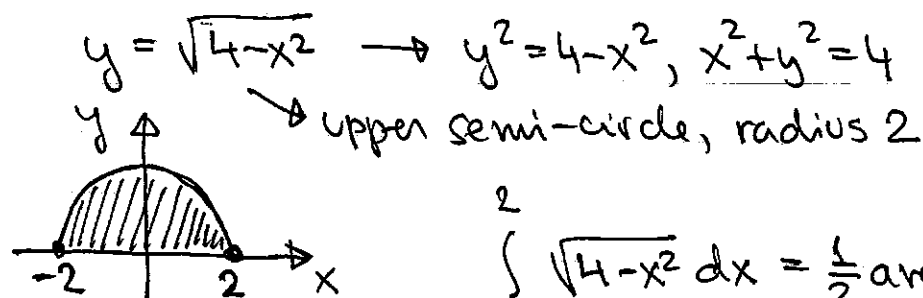 y = √(4-x²) → y² = 4-x², x²+y² = 4
y → upper semi-circle, radius 2
2
-2 2 x ∫ √(4-x²) dx = 1/2